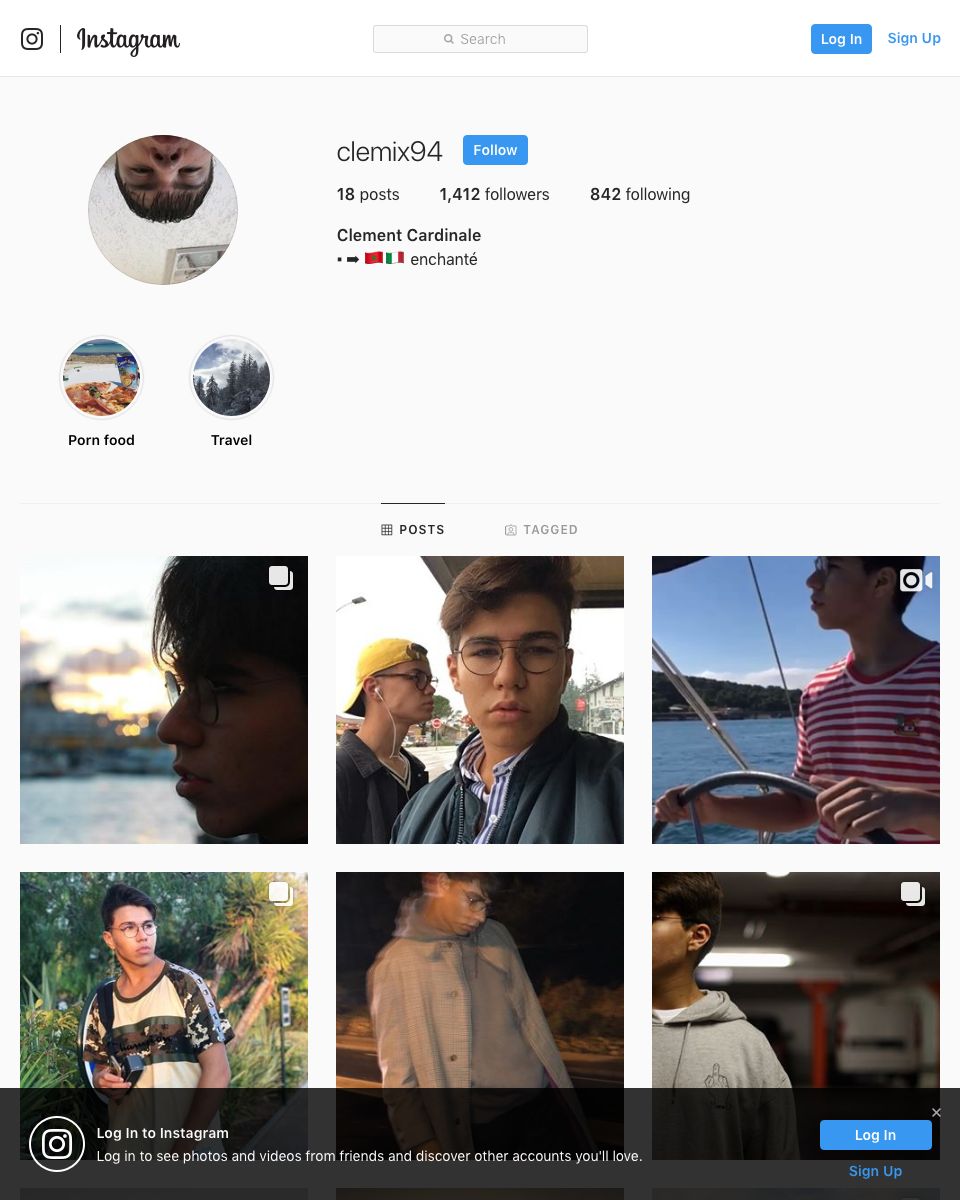 Instagram
Search
Log In
Sign Up
clemix94
Follow
18 posts
1,412 followers
842 following
Clement Cardinale
▪️➡️ 🇲🇦🇮🇹 enchanté
Porn food
Travel
POSTS
TAGGED
Champion
Log In to Instagram
Log in to see photos and videos from friends and discover other accounts you'll love.
Log In
Sign Up